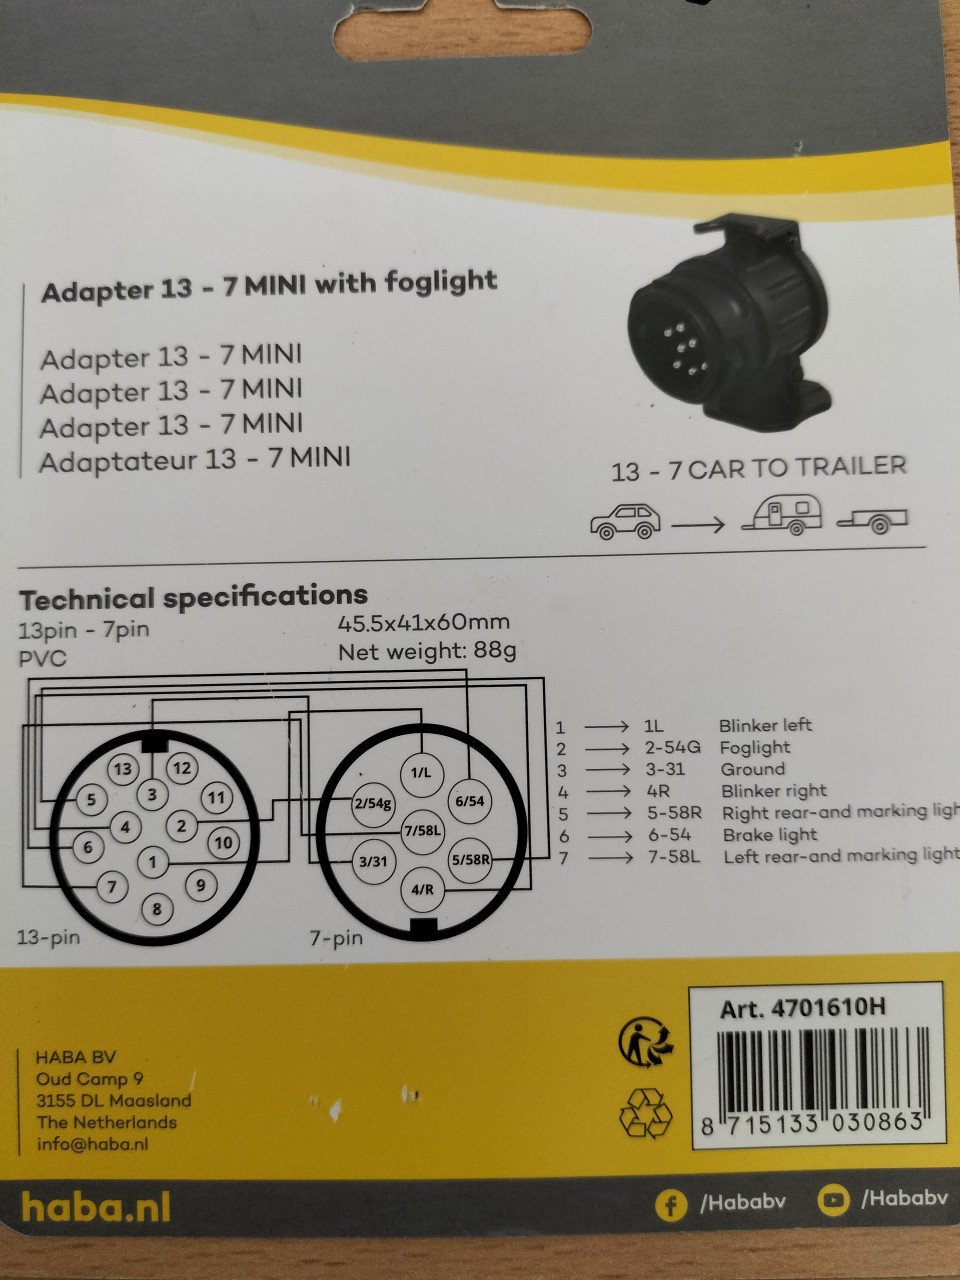 Adapter 13 - 7 MINI with foglight
Adapter 13 - 7 MINI
Adapter 13 - 7 MINI
Adapter 13 - 7 MINI
Adaptateur 13 - 7 MINI
13 - 7 CAR TO TRAILER
Technical specifications
13pin - 7pin
PVC
45.5x41x60mm
Net weight: 88g
13
12
5
3
11
4
2
6
10
1
7
9
8
13-pin
1/L
2/54g
6/54
7/58L
3/31
5/58R
4/R
7-pin
1 → 1L Blinker left
2 → 2-54G Foglight
3 → 3-31 Ground
4 → 4R Blinker right
5 → 5-58R Right rear-and marking ligh
6 → 6-54 Brake light
7 → 7-58L Left rear-and marking light
HABA BV
Oud Camp 9
3155 DL Maasland
The Netherlands
info@haba.nl
Art. 4701610H
8 715133 030863
haba.nl
/Hababv
/Hababv